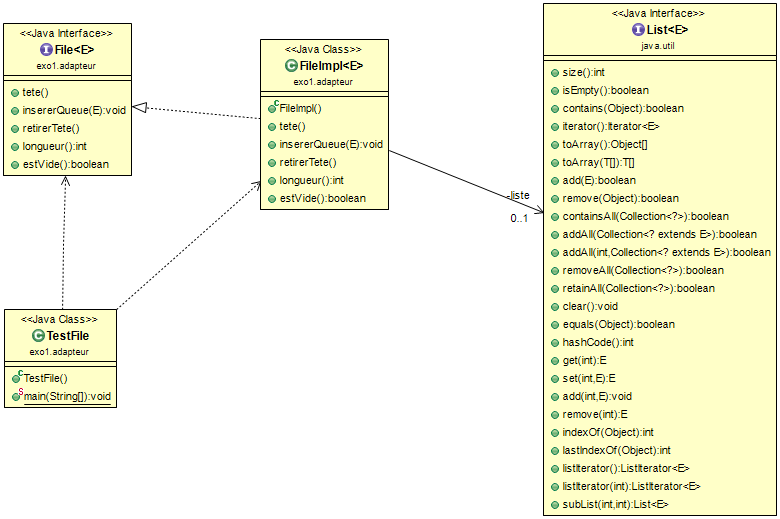 <<Java Interface>>
File<E>
exo1.adapteur
tete()
insererQueue(E):void
retirerTete()
longueur():int
estVide():boolean
<<Java Class>>
FileImpl<E>
exo1.adapteur
FileImpl()
tete()
insererQueue(E):void
retirerTete()
longueur():int
estVide():boolean
-liste
0..1
<<Java Interface>>
List<E>
java.util
size():int
isEmpty():boolean
contains(Object):boolean
iterator():Iterator<E>
toArray():Object[]
toArray(T[]):T[]
add(E):boolean
remove(Object):boolean
containsAll(Collection<?>):boolean
addAll(Collection<? extends E>):boolean
addAll(int,Collection<? extends E>):boolean
removeAll(Collection<?>):boolean
retainAll(Collection<?>):boolean
clear():void
equals(Object):boolean
hashCode():int
get(int):E
set(int,E):E
add(int,E):void
remove(int):E
indexOf(Object):int
lastIndexOf(Object):int
listIterator():ListIterator<E>
listIterator(int):ListIterator<E>
subList(int,int):List<E>
<<Java Class>>
TestFile
exo1.adapteur
TestFile()
main(String[]):void